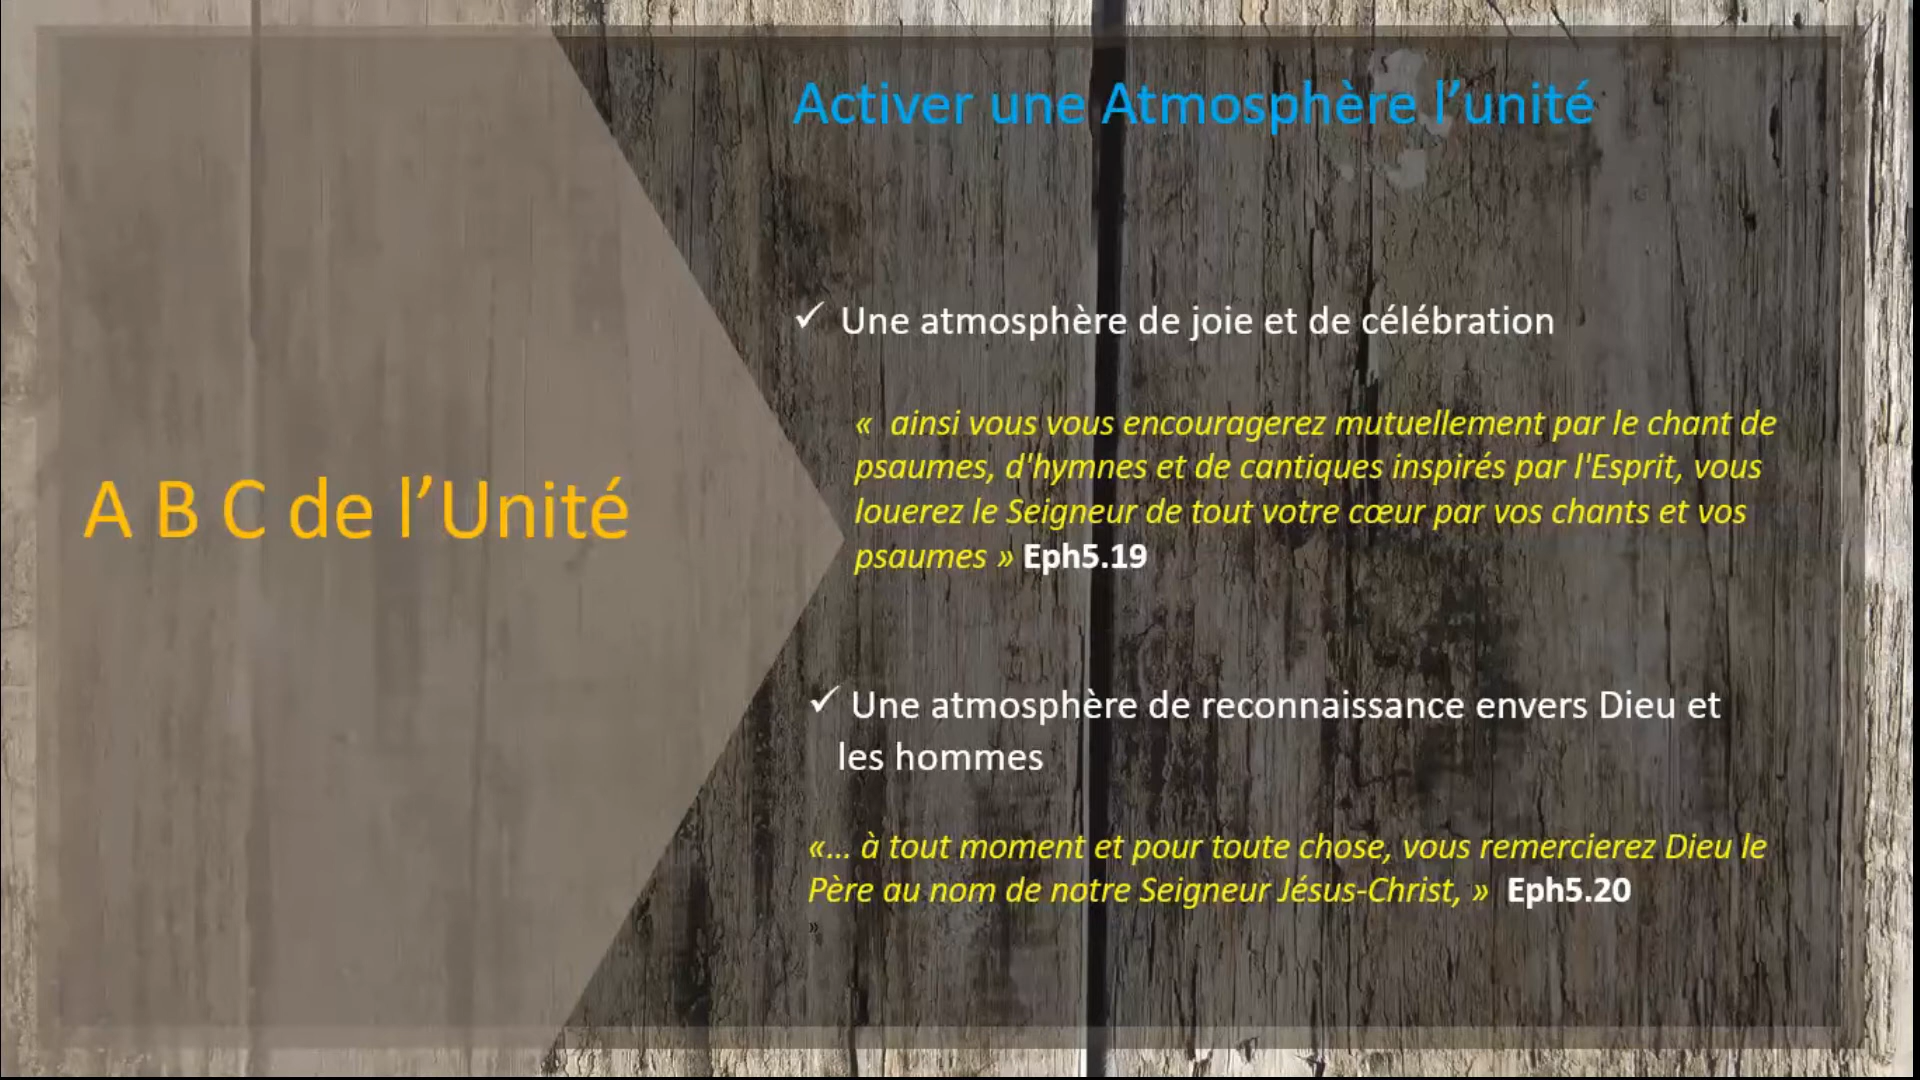 A B C de l’Unité
Activer une Atmosphère l’unité
✓ Une atmosphère de joie et de célébration
«  ainsi vous vous encouragerez mutuellement par le chant de
psaumes, d'hymnes et de cantiques inspirés par l'Esprit, vous
louerez le Seigneur de tout votre cœur par vos chants et vos
psaumes » Eph5.19
✓ Une atmosphère de reconnaissance envers Dieu et
les hommes
«... à tout moment et pour toute chose, vous remercierez Dieu le
Père au nom de notre Seigneur Jésus-Christ, »  Eph5.20
»